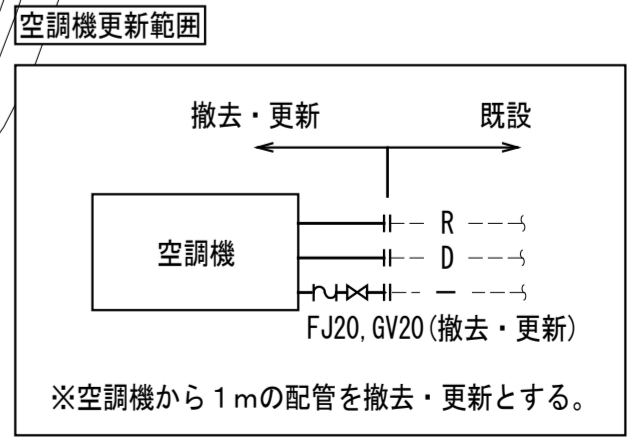 空調機更新範囲
撤去・更新 既設
空調機
R
D
FJ20,GV20(撤去・更新)
※空調機から1mの配管を撤去・更新とする。